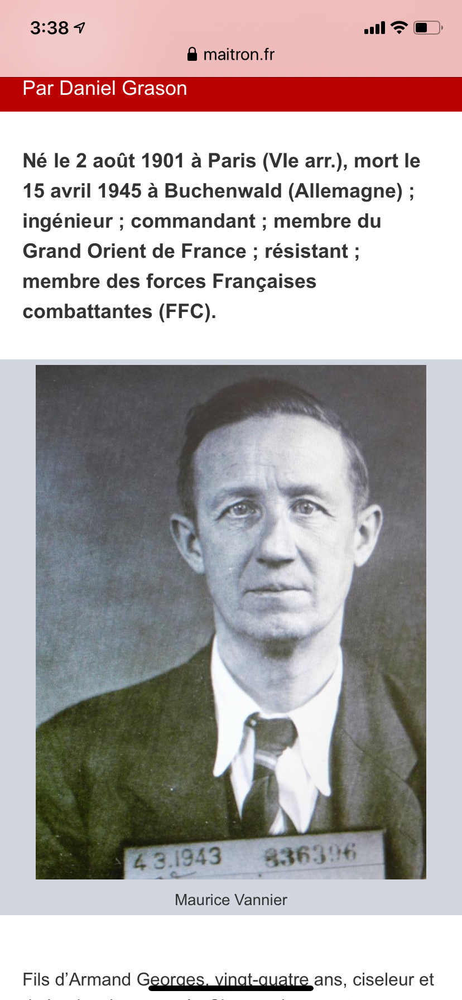 3:38
maitron.fr
Par Daniel Grason
Né le 2 août 1901 à Paris (VIe arr.), mort le
15 avril 1945 à Buchenwald (Allemagne) ;
ingénieur ; commandant ; membre du
Grand Orient de France ; résistant ;
membre des forces Françaises
combattantes (FFC).
4 3.1943 836396
Maurice Vannier
Fils d’Armand Georges, vingt-quatre ans, ciseleur et